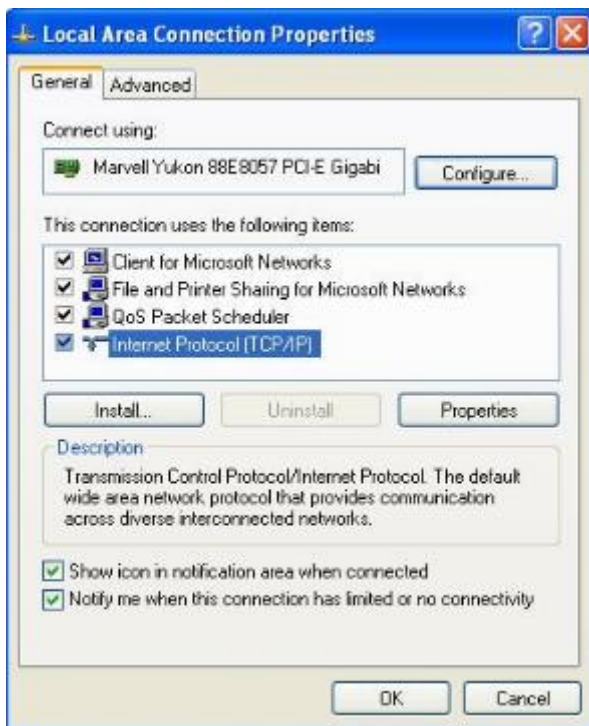 Local Area Connection Properties
General Advanced
Connect using:
Marvell Yukon 88E8057 PCI-E Gigabi Configure...
This connection uses the following items:
Client for Microsoft Networks
File and Printer Sharing for Microsoft Networks
QoS Packet Scheduler
Internet Protocol (TCP/IP)
Install... Uninstall Properties
Description
Transmission Control Protocol/Internet Protocol. The default
wide area network protocol that provides communication
across diverse interconnected networks.
Show icon in notification area when connected
Notify me when this connection has limited or no connectivity
OK Cancel